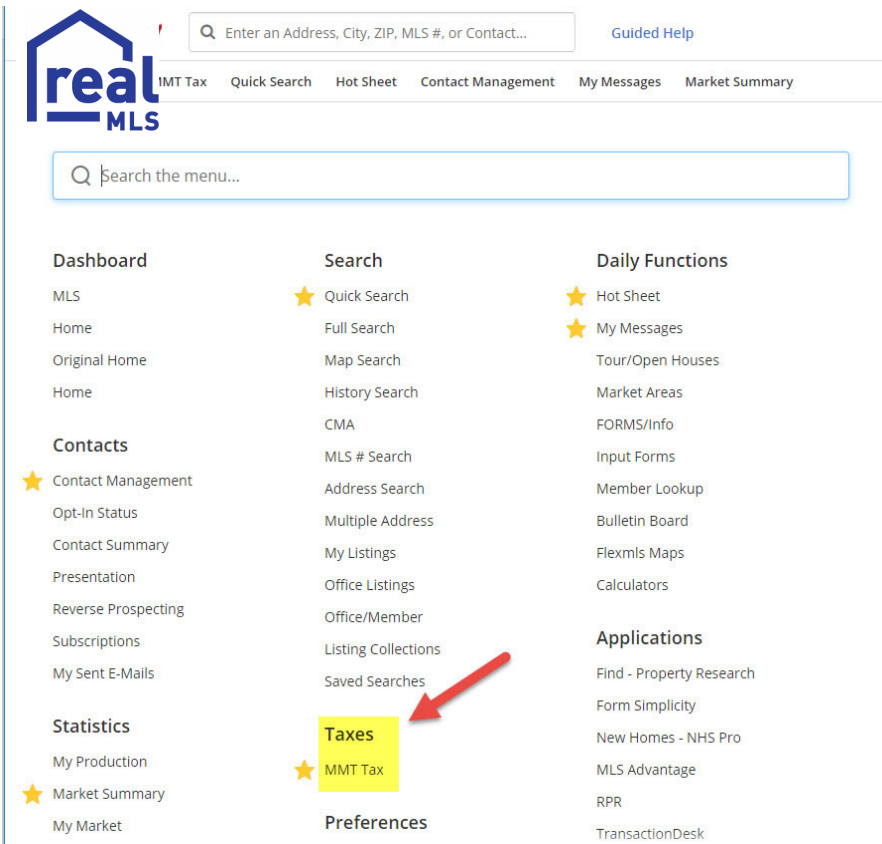 real
MLS
Enter an Address, City, ZIP, MLS #, or Contact...
Guided Help
MMT Tax
Quick Search
Hot Sheet
Contact Management
My Messages
Market Summary
Search the menu...
Dashboard
MLS
Home
Original Home
Home
Contacts
Contact Management
Opt-In Status
Contact Summary
Presentation
Reverse Prospecting
Subscriptions
My Sent E-Mails
Statistics
My Production
Market Summary
My Market
Search
Quick Search
Full Search
Map Search
History Search
CMA
MLS # Search
Address Search
Multiple Address
My Listings
Office Listings
Office/Member
Listing Collections
Saved Searches
Taxes
MMT Tax
Preferences
Daily Functions
Hot Sheet
My Messages
Tour/Open Houses
Market Areas
FORMS/Info
Input Forms
Member Lookup
Bulletin Board
Flexmls Maps
Calculators
Applications
Find - Property Research
Form Simplicity
New Homes - NHS Pro
MLS Advantage
RPR
TransactionDesk